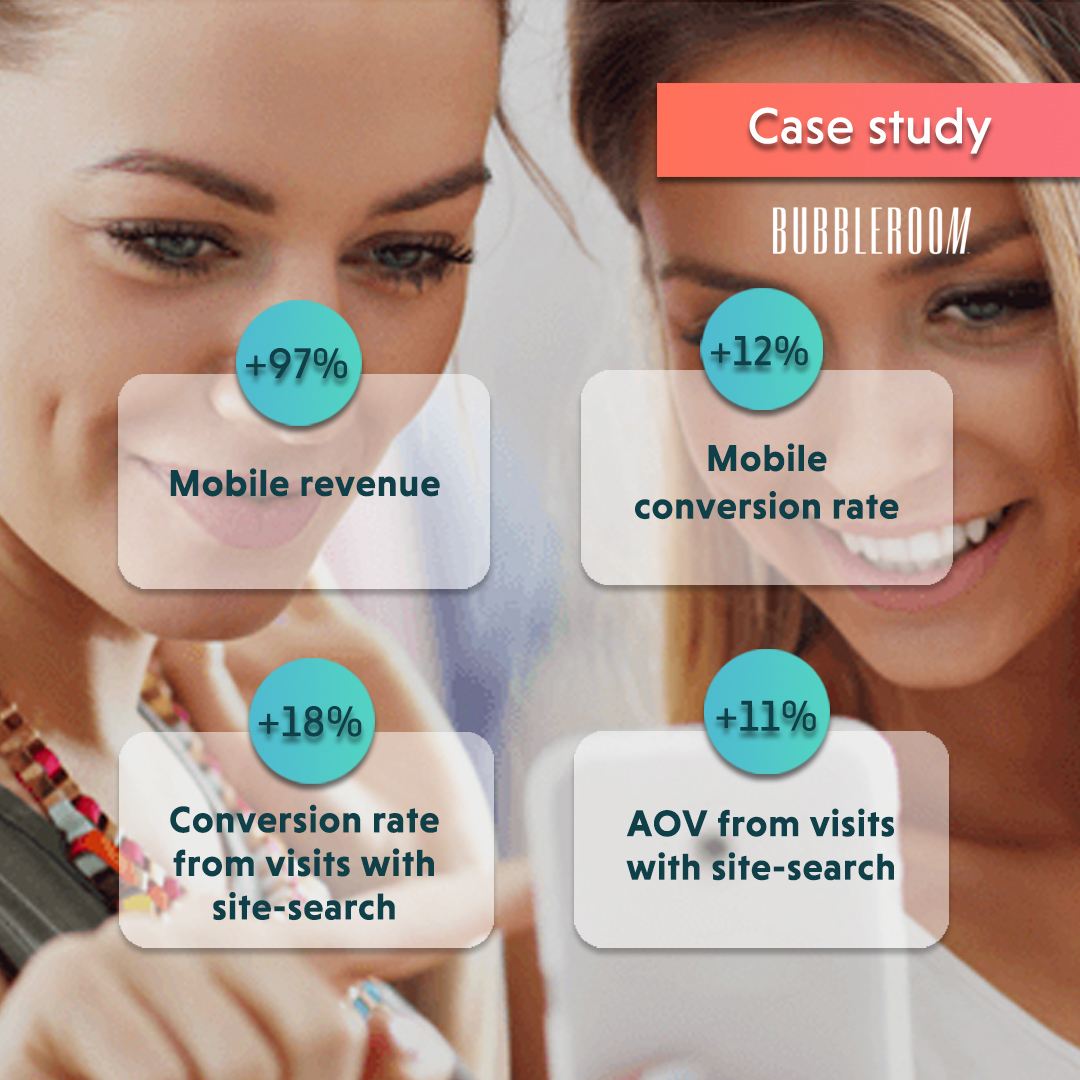 Case study
BUBBLEROOM
+97%
Mobile revenue
+12%
Mobile
conversion rate
+18%
Conversion rate
from visits with
site-search
+11%
AOV from visits
with site-search